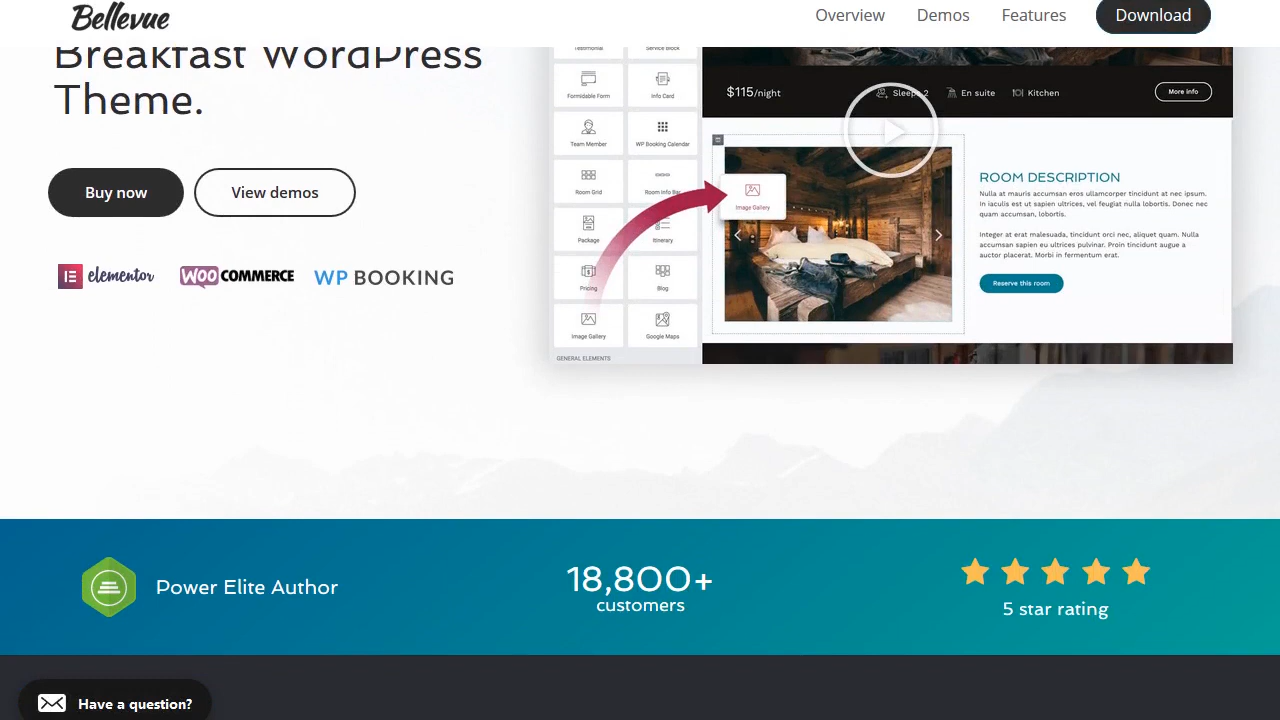 Bellevue
Overview
Demos
Features
Download
Breakfast WordPress
Theme.
Buy now
View demos
elementor
WOO COMMERCE
WP BOOKING
Testimonial
Service Block
Formidable Form
Info Card
Team Member
WP Booking Calendar
Room Grid
Room Info Bar
Package
Itinerary
Pricing
Blog
Image Gallery
Google Maps
GENERAL ELEMENTS
$115/night
Sleeps 2
En suite
Kitchen
More info
Image Gallery
ROOM DESCRIPTION
Nulla at mauris accumsan eros ullamcorper tincidunt at nec ipsum.
In iaculis est ut sapien ultrices, vel feugiat nulla lobortis. Donec nec
quam accumsan, lobortis.
Integer at erat malesuada, tincidunt orci nec, aliquet quam. Nulla
accumsan sapien eu ultrices pulvinar. Proin tincidunt augue a
auctor placerat. Morbi in fermentum erat.
Reserve this room
Power Elite Author
18,800+
customers
5 star rating
Have a question?